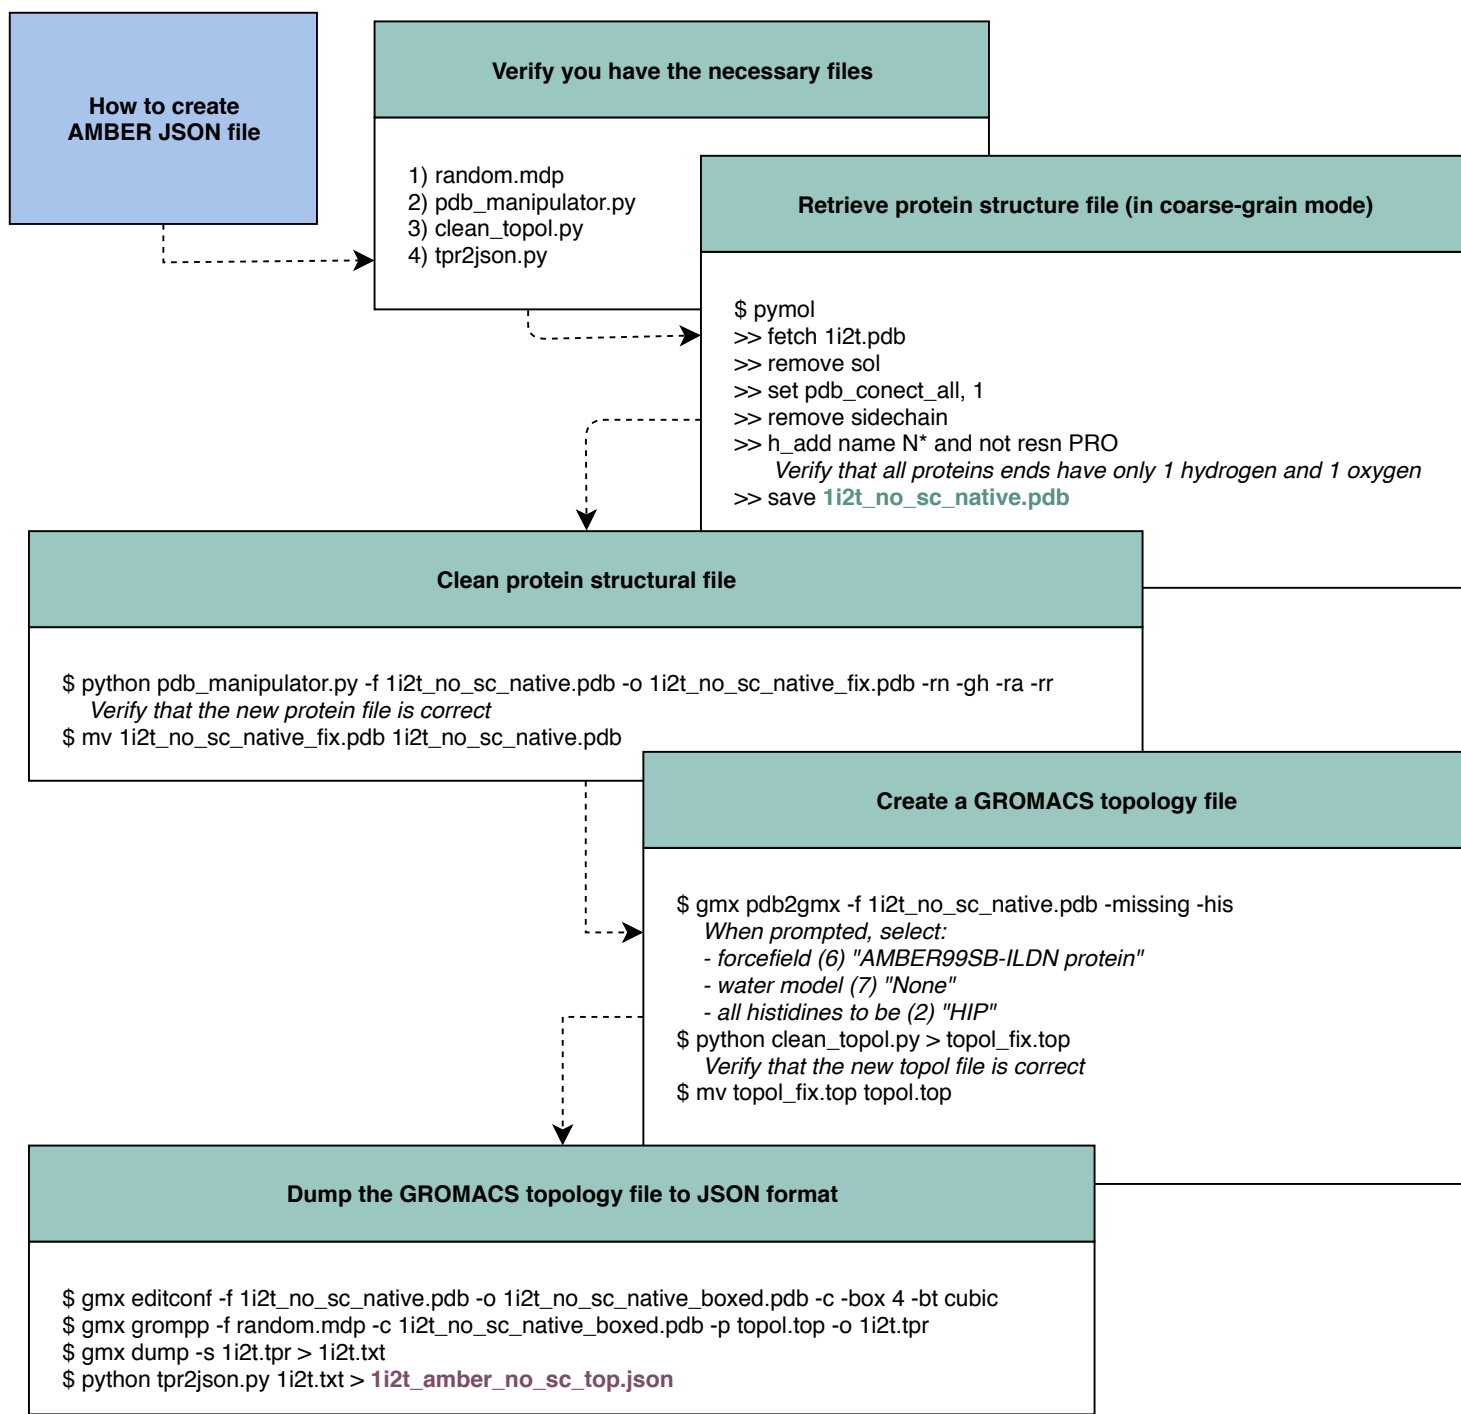 How to create
AMBER JSON file
Verify you have the necessary files
1) random.mdp
2) pdb_manipulator.py
3) clean_topol.py
4) tpr2json.py
Retrieve protein structure file (in coarse-grain mode)
$ pymol
>> fetch 1i2t.pdb
>> remove sol
>> set pdb_conect_all, 1
>> remove sidechain
>> h_add name N* and not resn PRO
Verify that all proteins ends have only 1 hydrogen and 1 oxygen
>> save 1i2t_no_sc_native.pdb
Clean protein structural file
$ python pdb_manipulator.py -f 1i2t_no_sc_native.pdb -o 1i2t_no_sc_native_fix.pdb -rn -gh -ra -rr
Verify that the new protein file is correct
$ mv 1i2t_no_sc_native_fix.pdb 1i2t_no_sc_native.pdb
Create a GROMACS topology file
$ gmx pdb2gmx -f 1i2t_no_sc_native.pdb -missing -his
When prompted, select:
- forcefield (6) "AMBER99SB-ILDN protein"
- water model (7) "None"
- all histidines to be (2) "HIP"
$ python clean_topol.py > topol_fix.top
Verify that the new topol file is correct
$ mv topol_fix.top topol.top
Dump the GROMACS topology file to JSON format
$ gmx editconf -f 1i2t_no_sc_native.pdb -o 1i2t_no_sc_native_boxed.pdb -c -box 4 -bt cubic
$ gmx grompp -f random.mdp -c 1i2t_no_sc_native_boxed.pdb -p topol.top -o 1i2t.tpr
$ gmx dump -s 1i2t.tpr > 1i2t.txt
$ python tpr2json.py 1i2t.txt > 1i2t_amber_no_sc_top.json